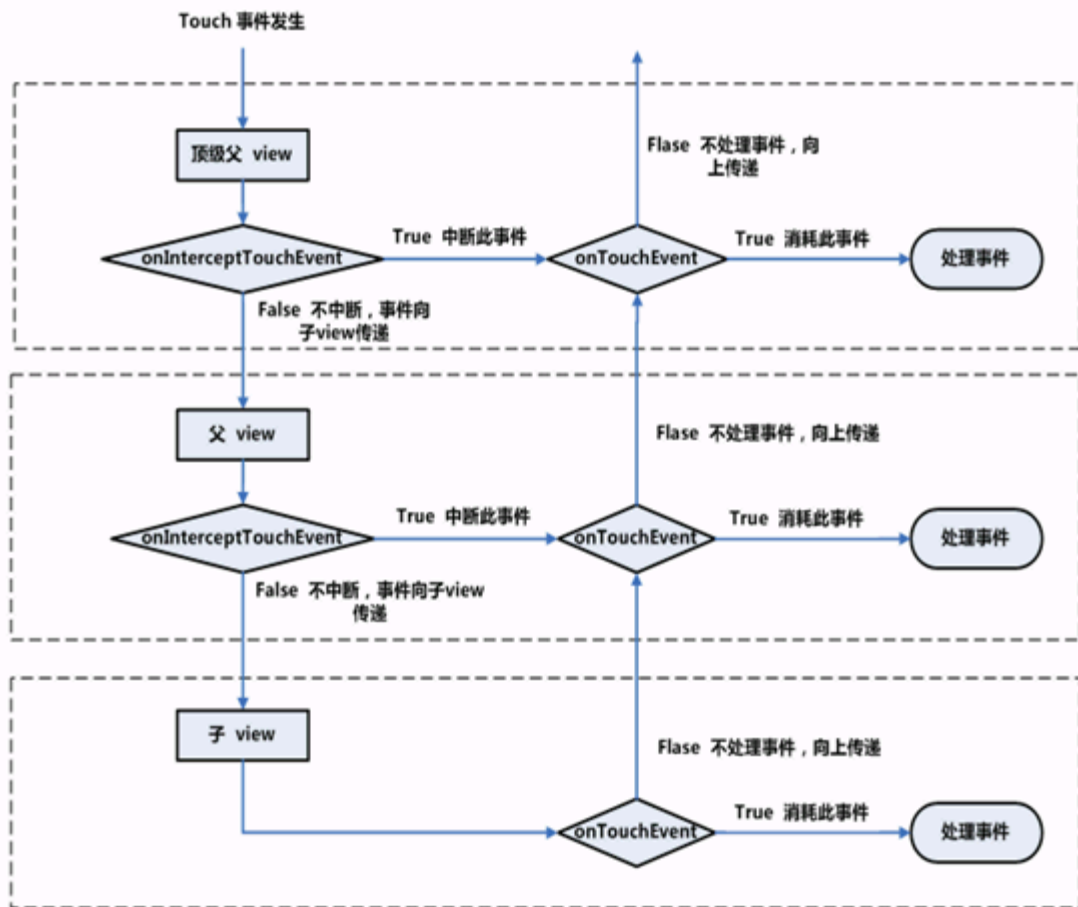 Touch 事件发生
顶级父 view
Flase 不处理事件，向
上传递
onInterceptTouchEvent
True 中断此事件
onTouchEvent
True 消耗此事件
处理事件
False 不中断，事件向
子view传递
父 view
Flase 不处理事件，向上传递
onInterceptTouchEvent
True 中断此事件
onTouchEvent
True 消耗此事件
处理事件
False 不中断，事件向子view
传递
子 view
Flase 不处理事件，向上传递
onTouchEvent
True 消耗此事件
处理事件